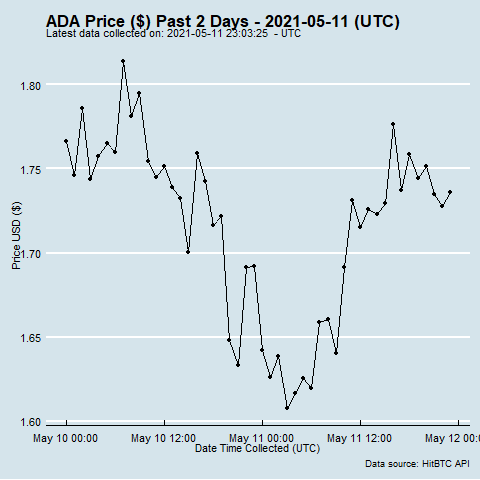 ADA Price ($) Past 2 Days - 2021-05-11 (UTC)
Latest data collected on: 2021-05-11 23:03:25 - UTC
Price USD ($)
1.80
1.75
1.70
1.65
1.60
May 10 00:00 May 10 12:00 May 11 00:00 May 11 12:00 May 12 00:0
Date Time Collected (UTC)
Data source: HitBTC API